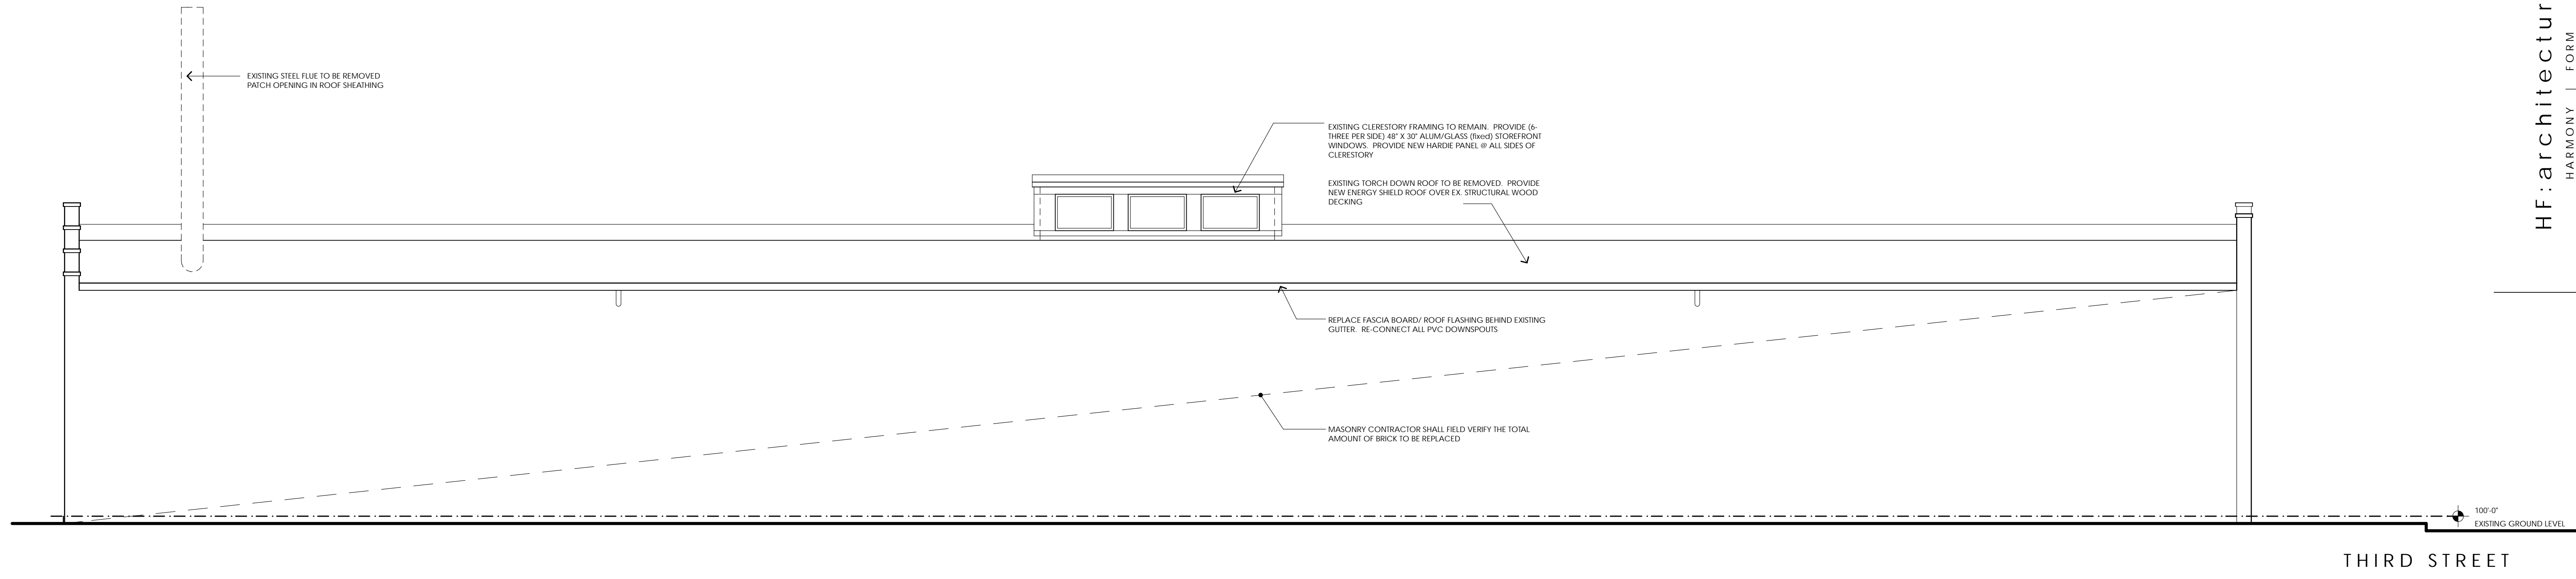 EXISTING STEEL FLUE TO BE REMOVED
PATCH OPENING IN ROOF SHEATHING
EXISTING CLERESTORY FRAMING TO REMAIN. PROVIDE (6-
THREE PER SIDE) 48" X 30" ALUM/GLASS (fixed) STOREFRONT
WINDOWS. PROVIDE NEW HARDIE PANEL @ ALL SIDES OF
CLERESTORY
EXISTING TORCH DOWN ROOF TO BE REMOVED. PROVIDE
NEW ENERGY SHIELD ROOF OVER EX. STRUCTURAL WOOD
DECKING
REPLACE FASCIA BOARD/ ROOF FLASHING BEHIND EXISTING
GUTTER. RE-CONNECT ALL PVC DOWNSPOUTS
MASONRY CONTRACTOR SHALL FIELD VERIFY THE TOTAL
AMOUNT OF BRICK TO BE REPLACED
100'-0"
EXISTING GROUND LEVEL
THIRD STREET
HF:architectur
HARMONY | FORM